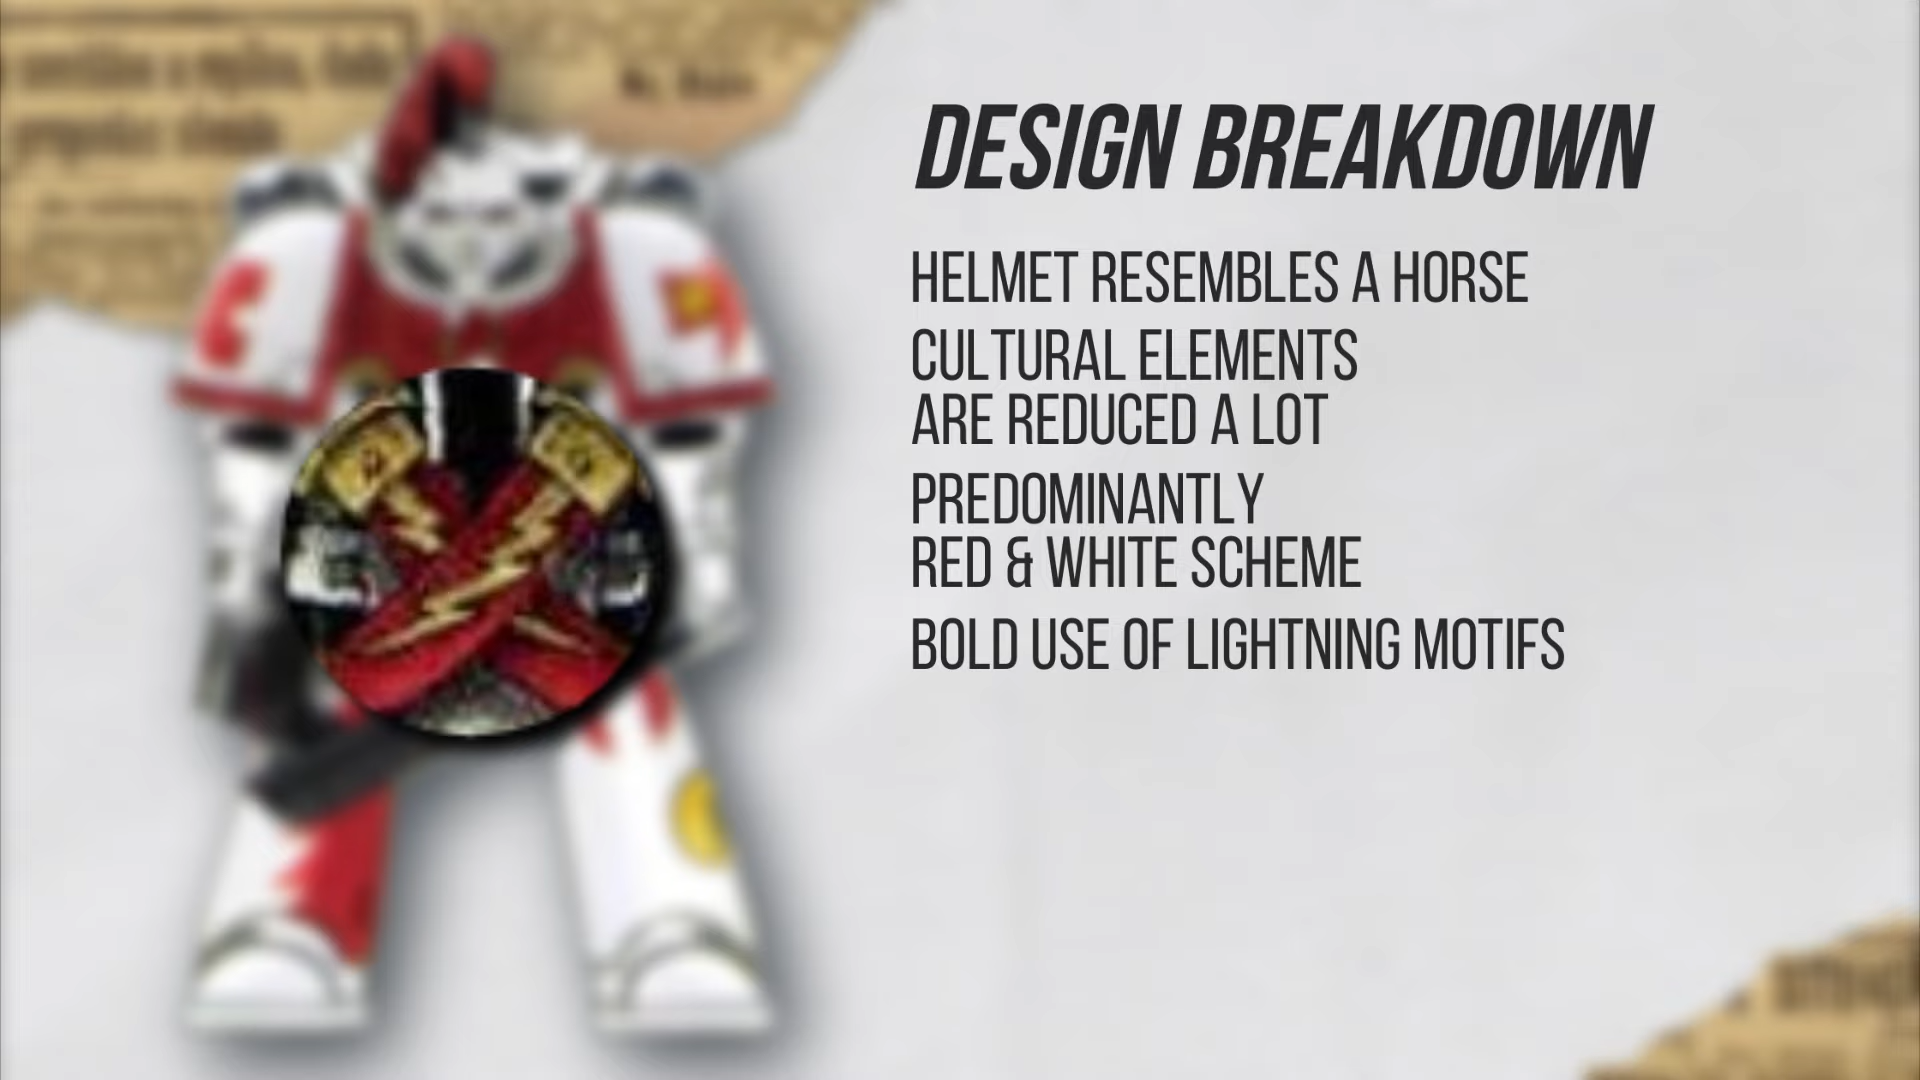 DESIGN BREAKDOWN
HELMET RESEMBLES A HORSE
CULTURAL ELEMENTS
ARE REDUCED A LOT
PREDOMINANTLY
RED & WHITE SCHEME
BOLD USE OF LIGHTNING MOTIFS